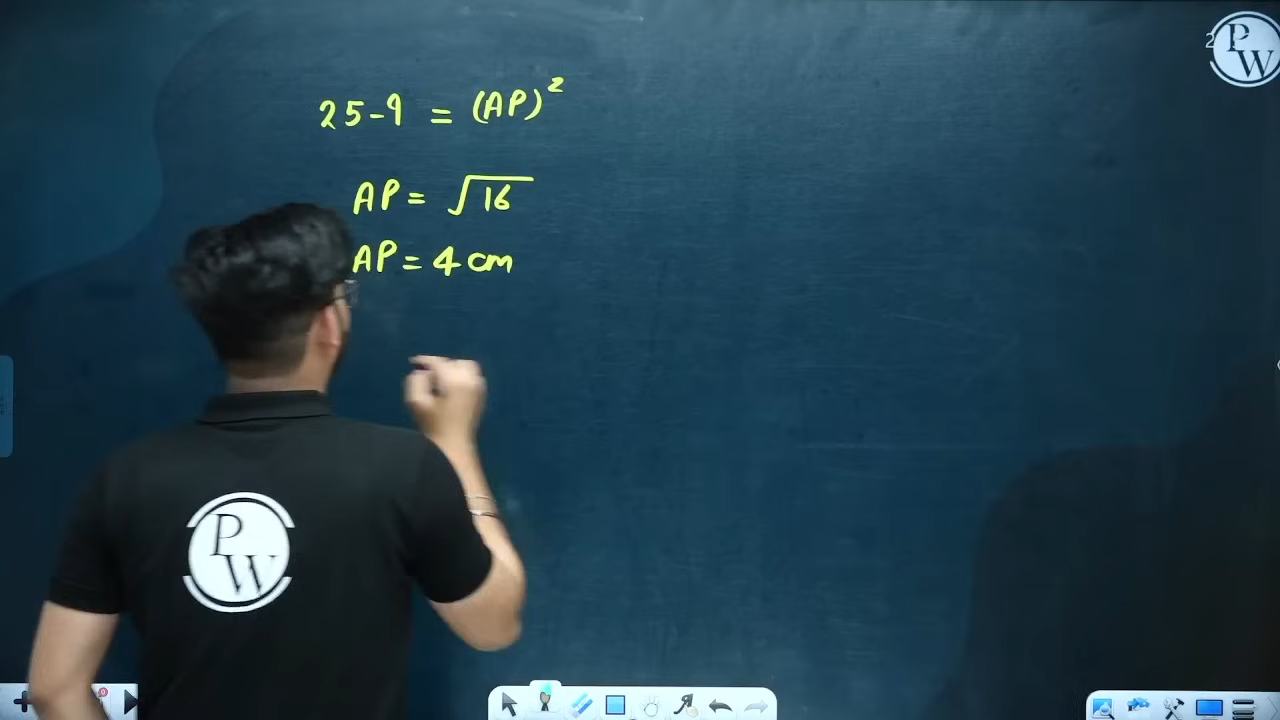 25-9 = (AP)²
AP = √16
AP = 4 cm
PW
PW